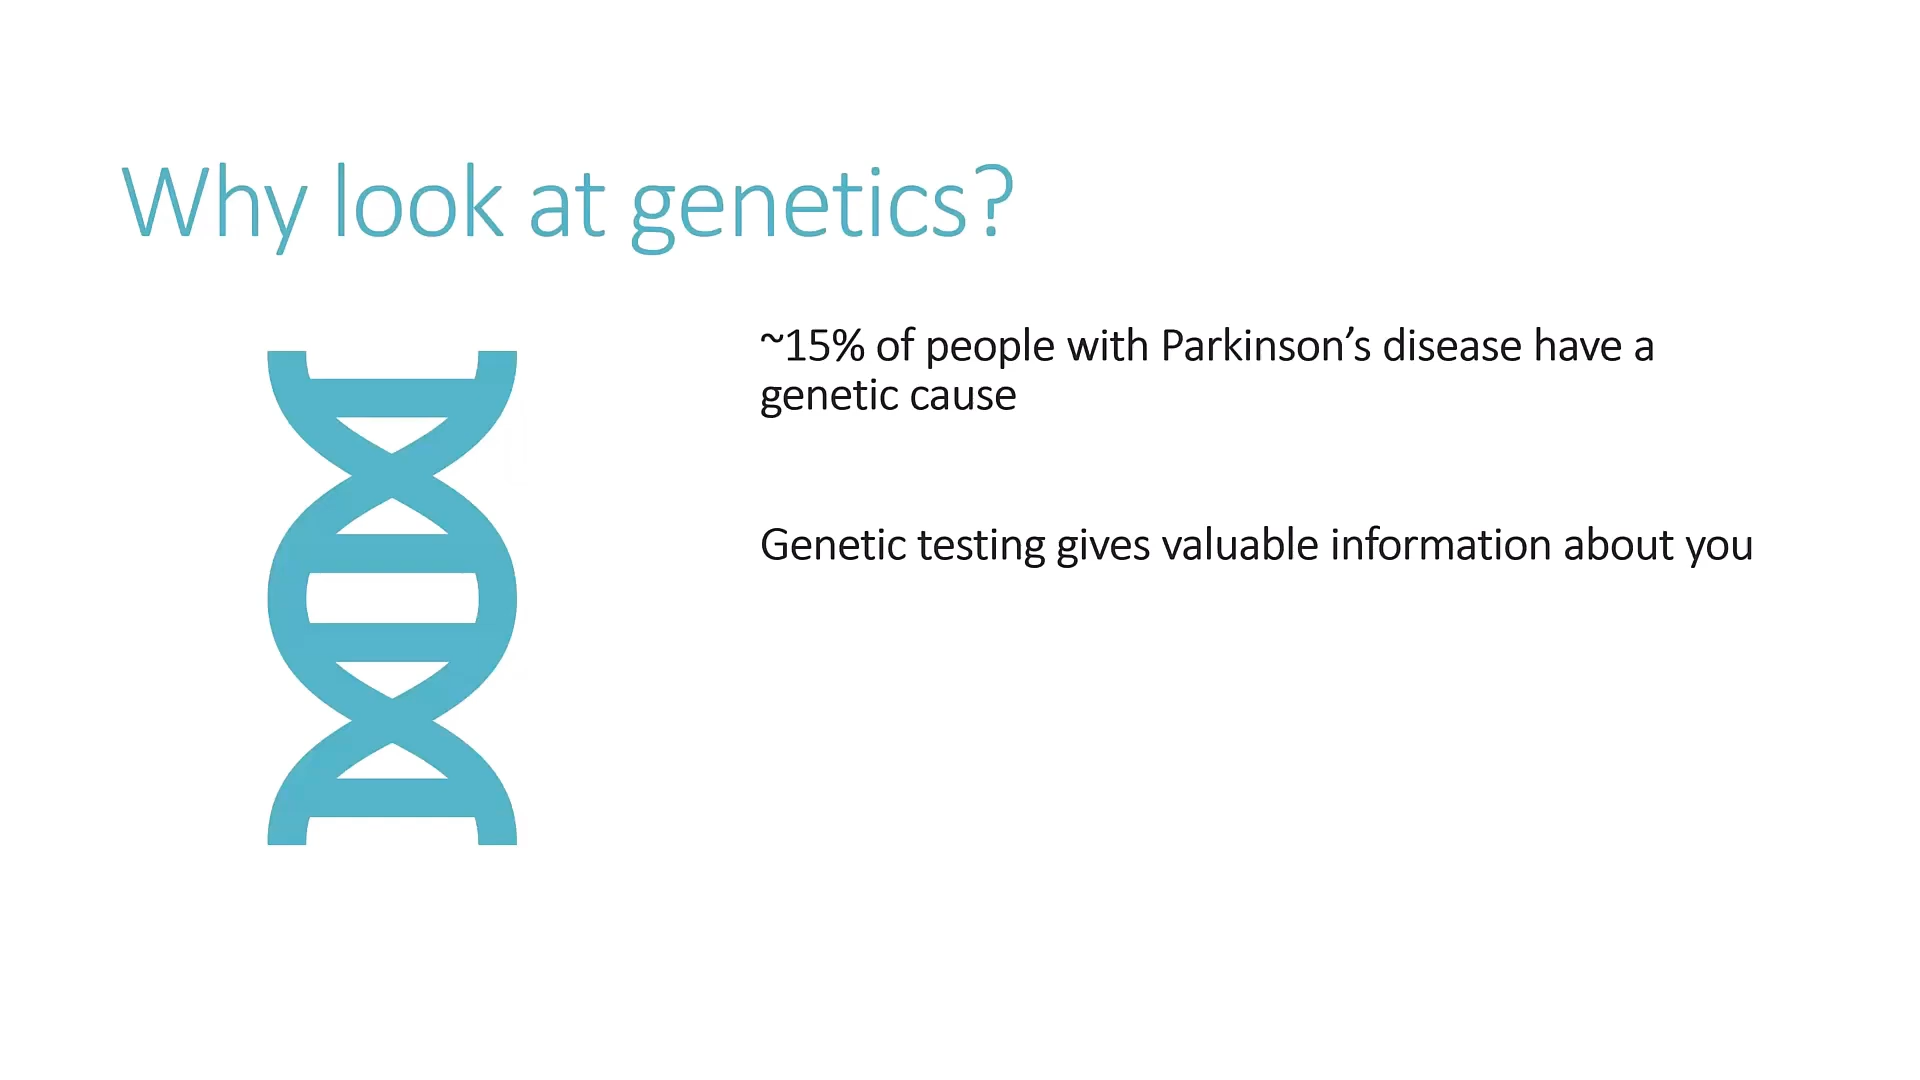 Why look at genetics?
~15% of people with Parkinson’s disease have a
genetic cause
Genetic testing gives valuable information about you